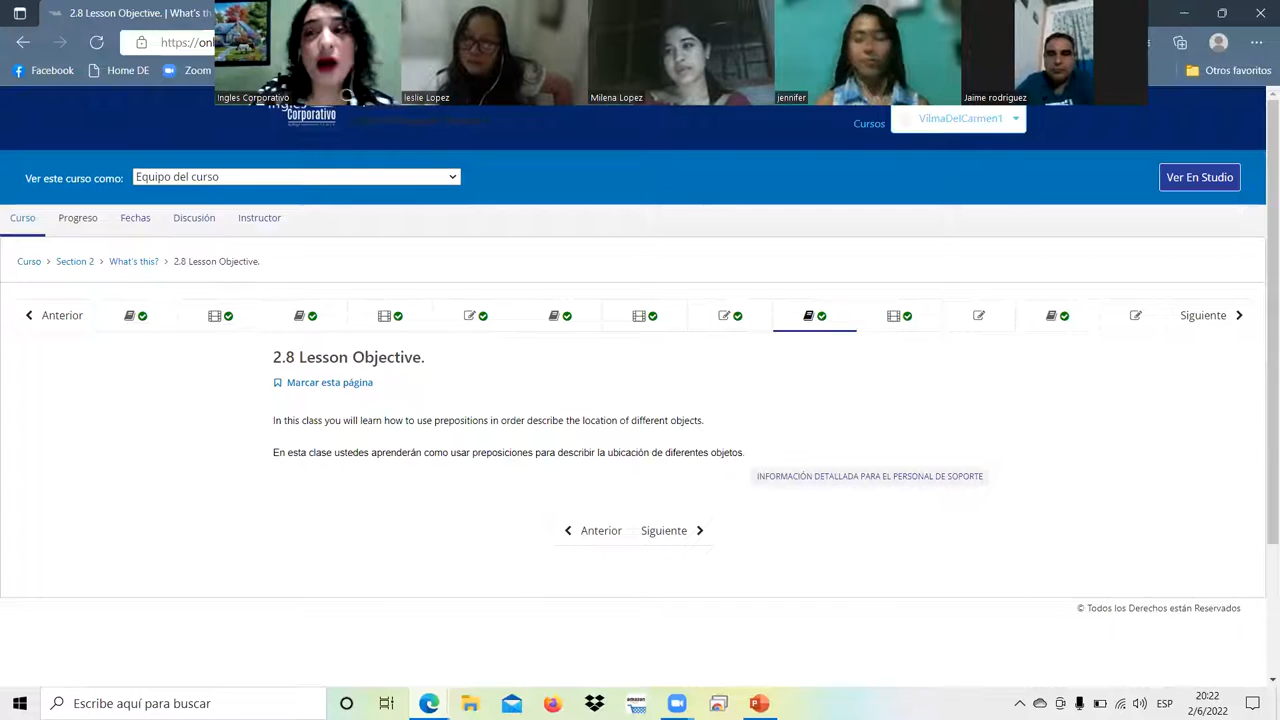 2.8 Lesson Objective. | What's th
https://onl
Facebook
Home DE
Zoom
Otros favoritos
Ingles Corporativo
leslie Lopez
Milena Lopez
jennifer
Jaime rodriguez
Corporativo
Cursos
VilmaDelCarmen1
Ver este curso como:
Equipo del curso
Ver En Studio
Curso
Progreso
Fechas
Discusión
Instructor
Curso > Section 2 > What's this? > 2.8 Lesson Objective.
Anterior
Siguiente
2.8 Lesson Objective.
Marcar esta página
In this class you will learn how to use prepositions in order describe the location of different objects.
En esta clase ustedes aprenderán como usar preposiciones para describir la ubicación de diferentes objetos.
INFORMACIÓN DETALLADA PARA EL PERSONAL DE SOPORTE
Anterior
Siguiente
© Todos los Derechos están Reservados
Escribe aquí para buscar
amazon
ESP
20:22
2/6/2022